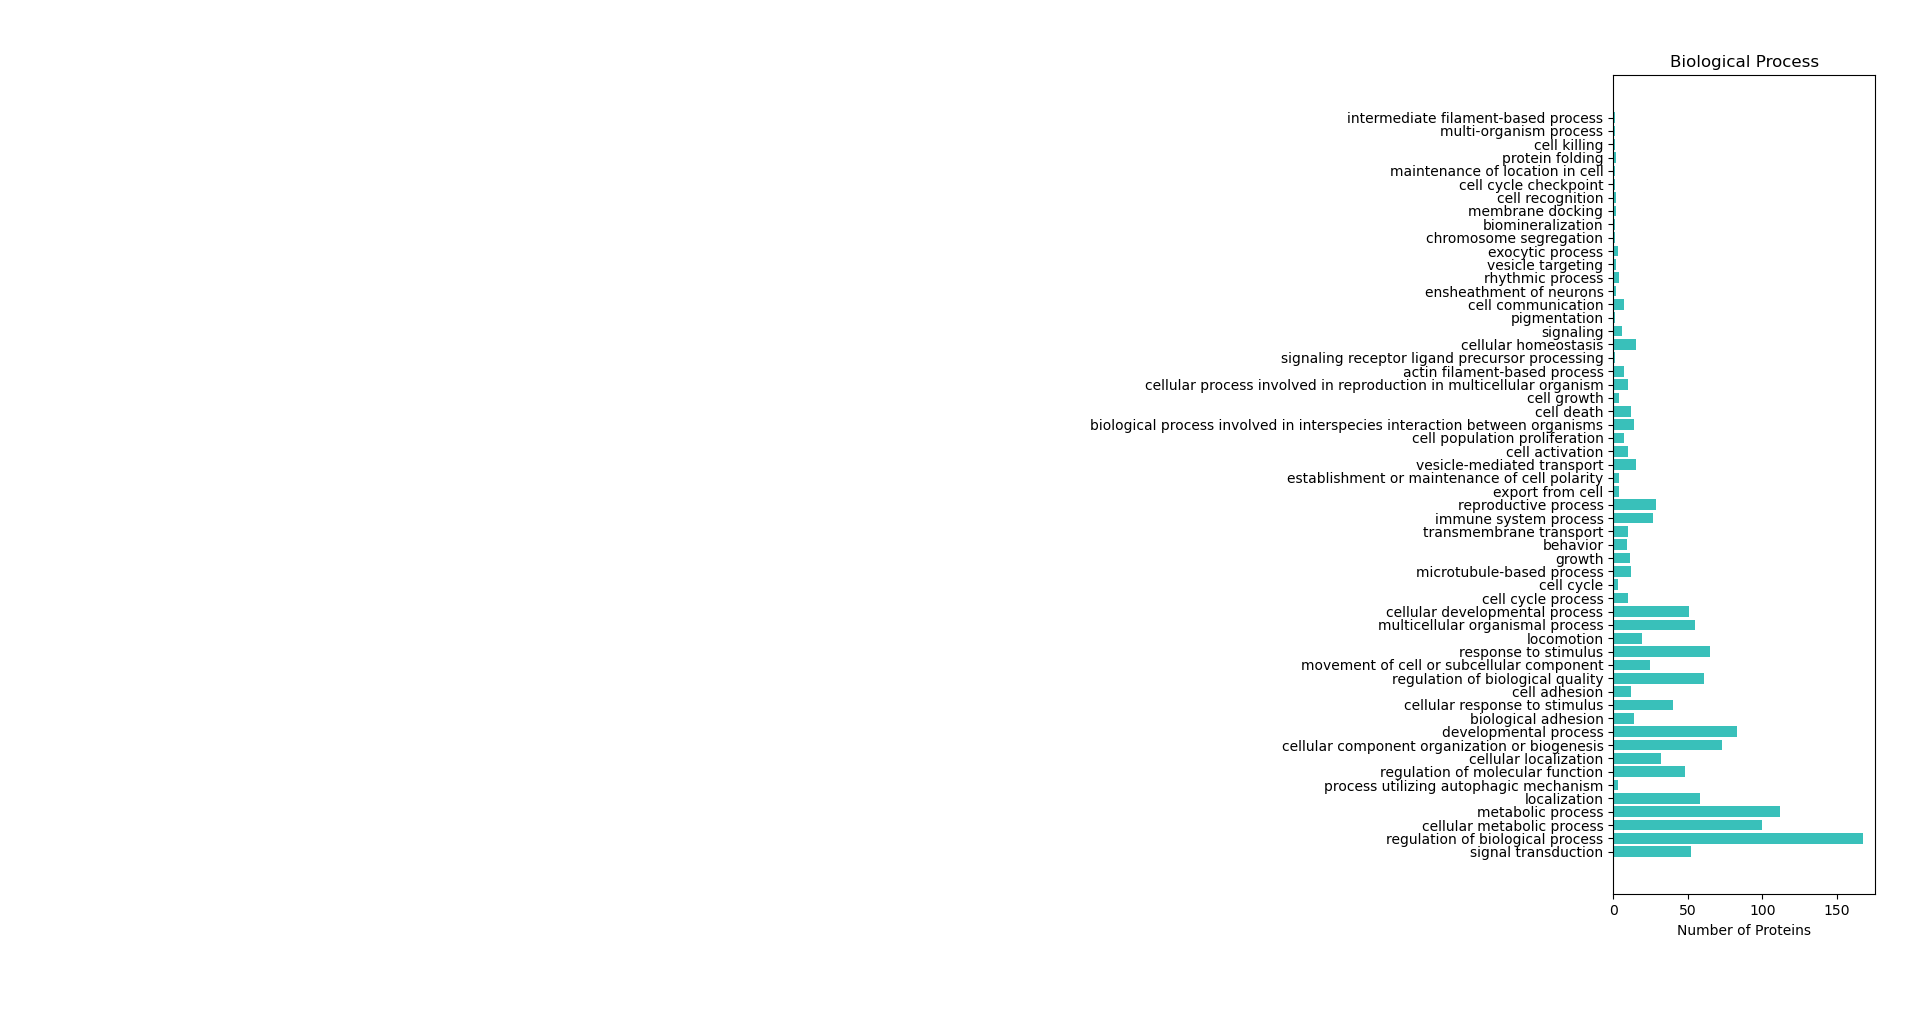 Biological Process
intermediate filament-based process
multi-organism process
cell killing
protein folding
maintenance of location in cell
cell cycle checkpoint
cell recognition
membrane docking
biomineralization
chromosome segregation
exocytic process
vesicle targeting
rhythmic process
ensheathment of neurons
cell communication
pigmentation
signaling
cellular homeostasis
signaling receptor ligand precursor processing
actin filament-based process
cellular process involved in reproduction in multicellular organism
cell growth
cell death
biological process involved in interspecies interaction between organisms
cell population proliferation
cell activation
vesicle-mediated transport
establishment or maintenance of cell polarity
export from cell
reproductive process
immune system process
transmembrane transport
behavior
growth
microtubule-based process
cell cycle
cell cycle process
cellular developmental process
multicellular organismal process
locomotion
response to stimulus
movement of cell or subcellular component
regulation of biological quality
cell adhesion
cellular response to stimulus
biological adhesion
developmental process
cellular component organization or biogenesis
cellular localization
regulation of molecular function
process utilizing autophagic mechanism
localization
metabolic process
cellular metabolic process
regulation of biological process
signal transduction
0 50 100 150
Number of Proteins